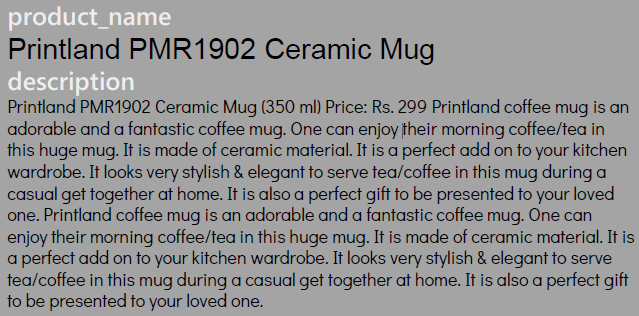 product_name
Printland PMR1902 Ceramic Mug
description
Printland PMR1902 Ceramic Mug (350 ml) Price: Rs. 299 Printland coffee mug is an
adorable and a fantastic coffee mug. One can enjoy their morning coffee/tea in
this huge mug. It is made of ceramic material. It is a perfect add on to your kitchen
wardrobe. It looks very stylish & elegant to serve tea/coffee in this mug during a
casual get together at home. It is also a perfect gift to be presented to your loved
one. Printland coffee mug is an adorable and a fantastic coffee mug. One can
enjoy their morning coffee/tea in this huge mug. It is made of ceramic material. It is
a perfect add on to your kitchen wardrobe. It looks very stylish & elegant to serve
tea/coffee in this mug during a casual get together at home. It is also a perfect gift
to be presented to your loved one.